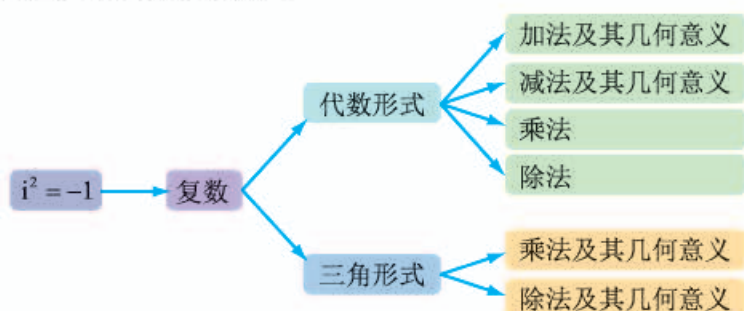 加法及其几何意义
减法及其几何意义
代数形式
乘法
除法
i² = −1
复数
乘法及其几何意义
三角形式
除法及其几何意义